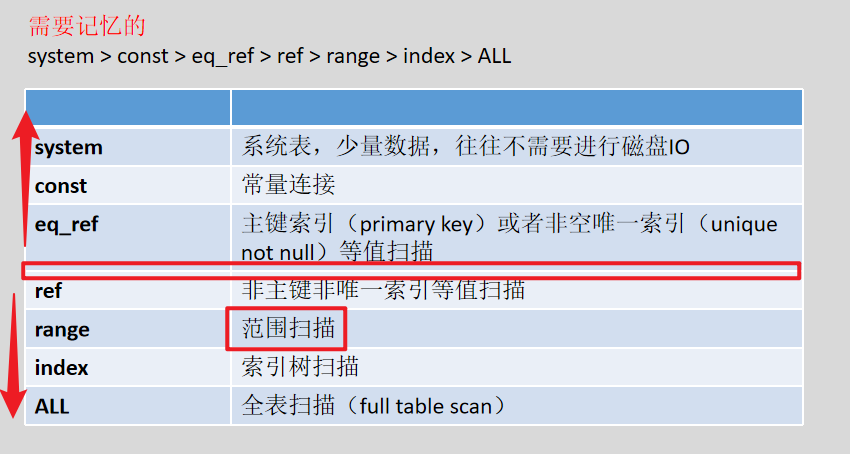 需要记忆的
system > const > eq_ref > ref > range > index > ALL
system 系统表，少量数据，往往不需要进行磁盘IO
const 常量连接
eq_ref 主键索引（primary key）或者非空唯一索引（unique
not null）等值扫描
ref 非主键非唯一索引等值扫描
range 范围扫描
index 索引树扫描
ALL 全表扫描（full table scan）